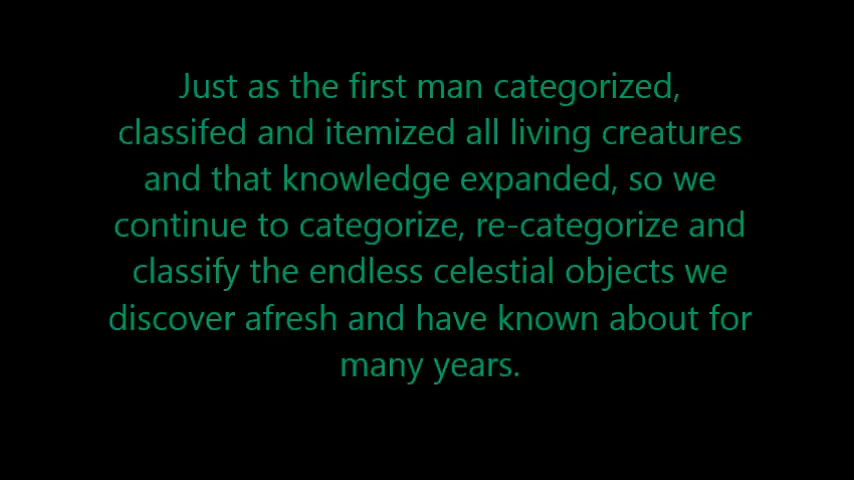 Just as the first man categorized,
classifed and itemized all living creatures
and that knowledge expanded, so we
continue to categorize, re-categorize and
classify the endless celestial objects we
discover afresh and have known about for
many years.